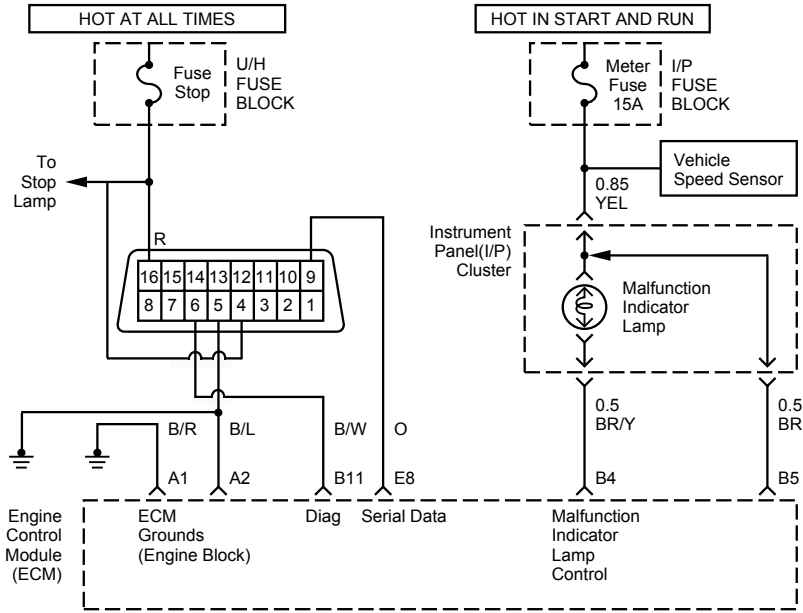 HOT AT ALL TIMES
HOT IN START AND RUN
Fuse
Stop
U/H
FUSE
BLOCK
Meter
Fuse
15A
I/P
FUSE
BLOCK
To
Stop
Lamp
Vehicle
Speed Sensor
0.85
YEL
R
Instrument
Panel(I/P)
Cluster
16 15 14 13 12 11 10 9
8 7 6 5 4 3 2 1
Malfunction
Indicator
Lamp
B/R
B/L
B/W
O
0.5
BR/Y
0.5
BR
A1
A2
B11
E8
B4
B5
Engine
Control
Module
(ECM)
ECM
Grounds
(Engine Block)
Diag
Serial Data
Malfunction
Indicator
Lamp
Control